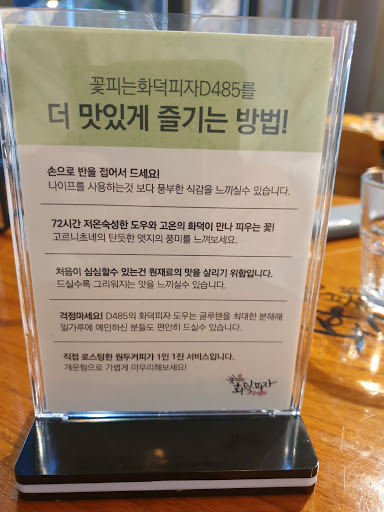 꽃피는화덕피자D485를
더 맛있게 즐기는 방법!
손으로 반을 접어서 드세요!
나이프를 사용하는것 보다 풍부한 식감을 느끼실수 있습니다.
72시간 저온숙성한 도우와 고온의 화덕이 만나 피우는 꽃!
고르니초네의 탄듯한 엣지의 풍미를 느껴보세요.
처음이 심심할수 있는건 원재료의 맛을 살리기 위함입니다.
드실수록 그리워지는 맛을 느끼실수 있습니다.
걱정마세요! D485의 화덕피자 도우는 글루텐을 최대한 분해해
밀가루에 예민하신 분들도 편안히 드실수 있습니다.
직접 로스팅한 원두커피가 1인 1잔 서비스입니다.
개운함으로 가볍게 마무리해보세요!
꽃피는
화덕피자